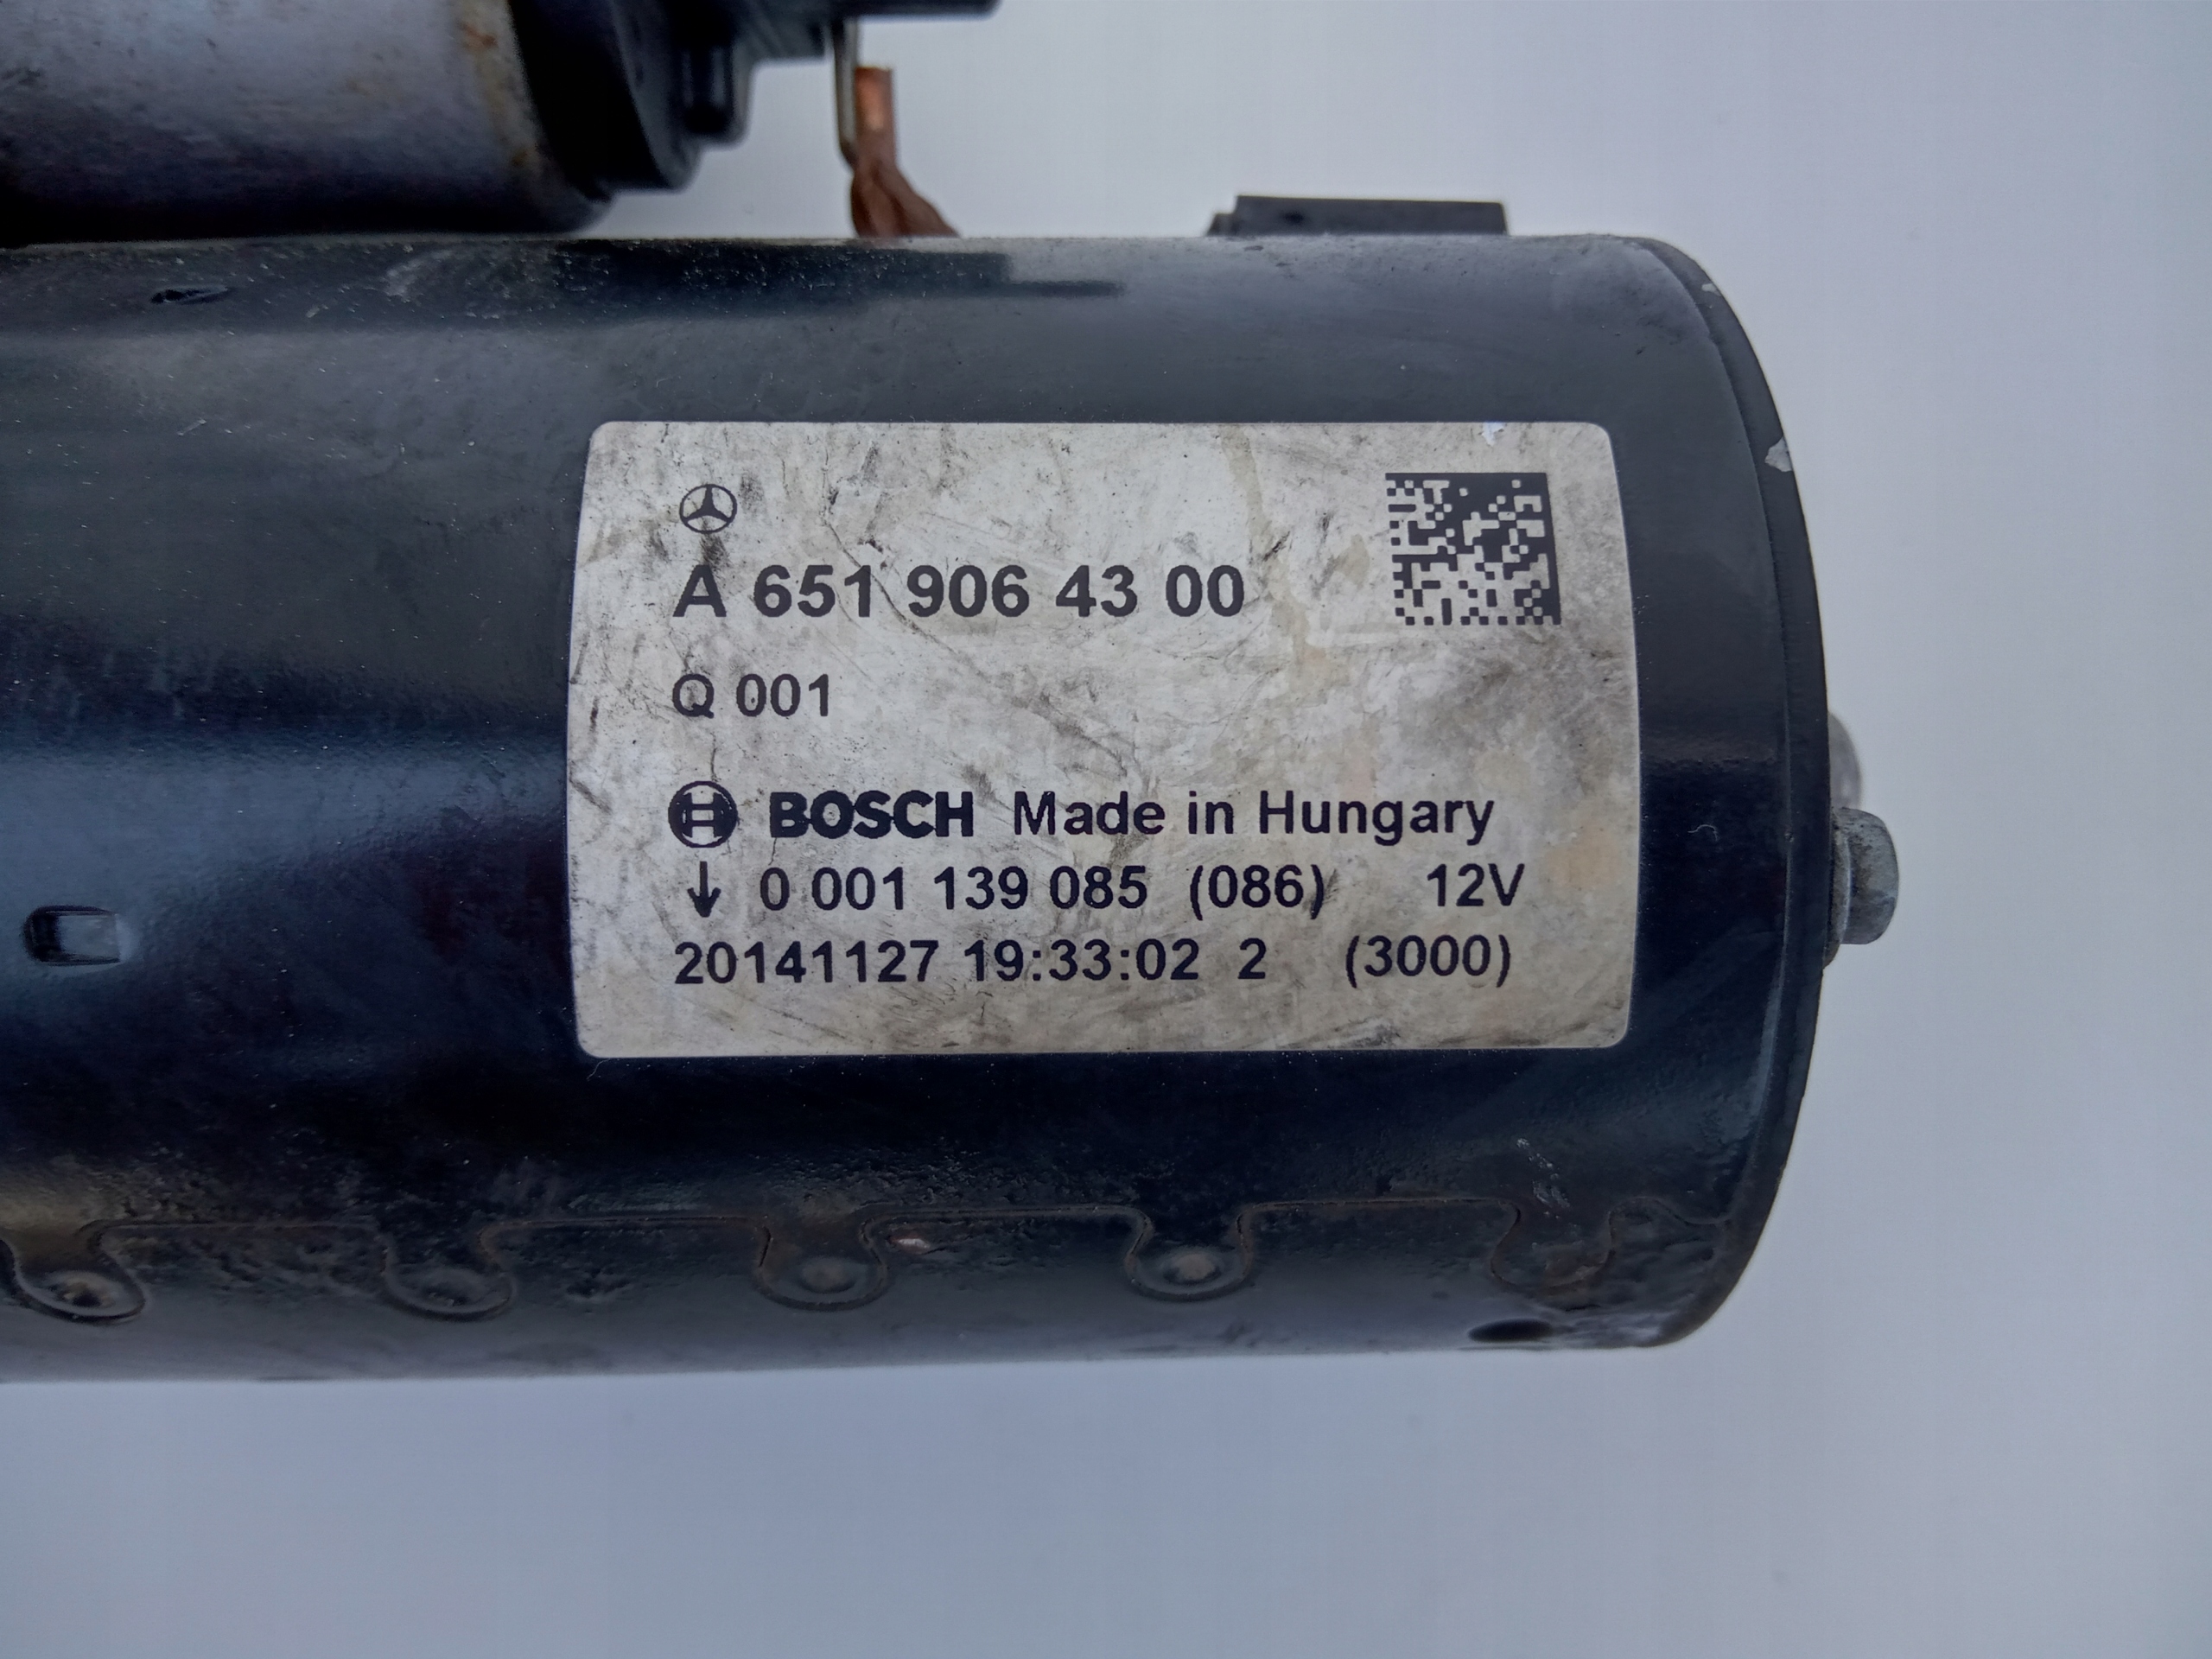 A 651 906 43 00
Q 001
BOSCH Made in Hungary
↓ 0 001 139 085 (086) 12V
20141127 19:33:02 2 (3000)